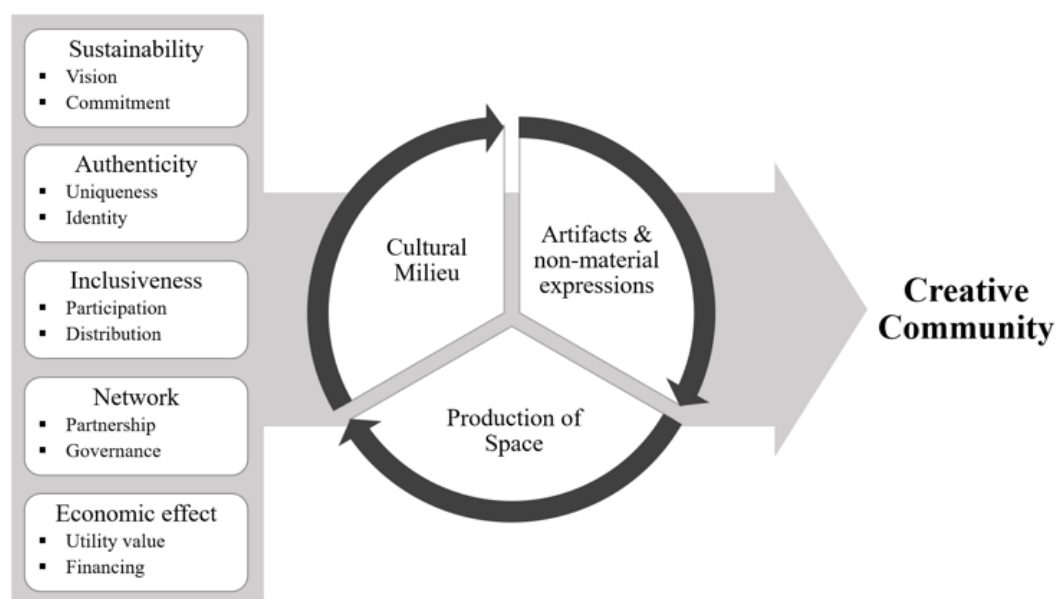 Sustainability
▪ Vision
▪ Commitment
Authenticity
▪ Uniqueness
▪ Identity
Inclusiveness
▪ Participation
▪ Distribution
Network
▪ Partnership
▪ Governance
Economic effect
▪ Utility value
▪ Financing
Cultural
Milieu
Artifacts &
non-material
expressions
Production of
Space
Creative
Community